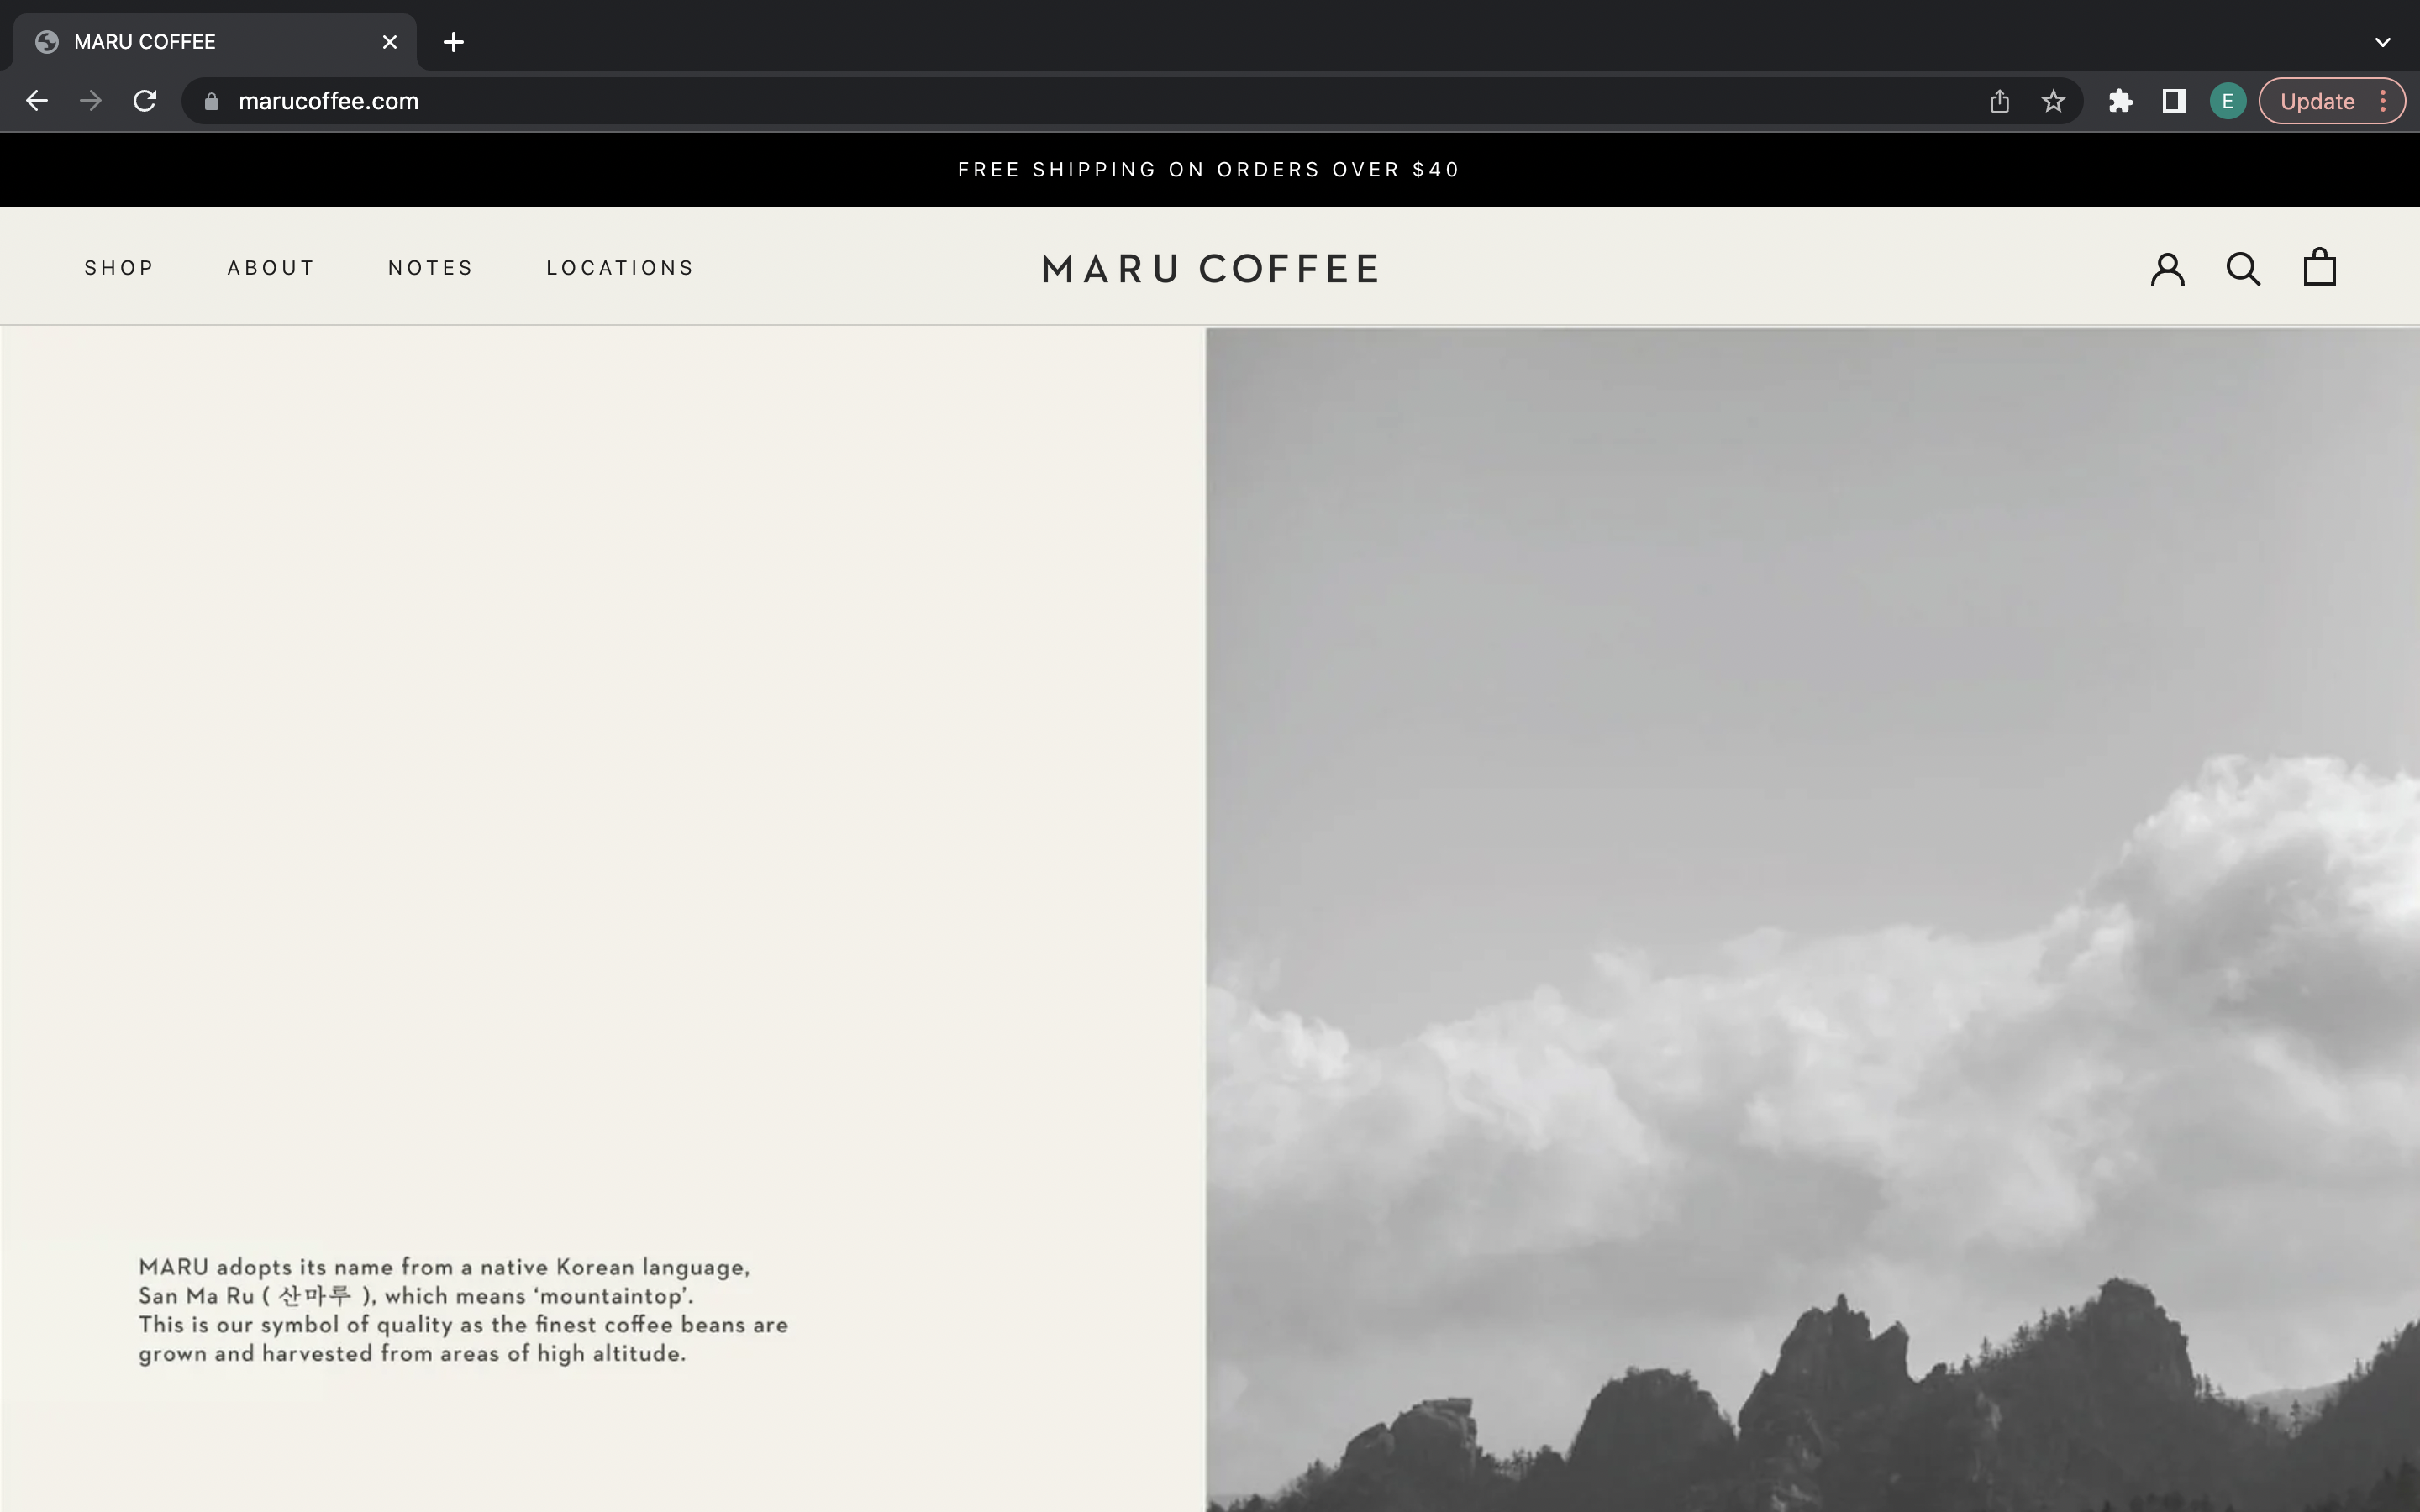 MARU COFFEE
marucoffee.com
E
Update
FREE SHIPPING ON ORDERS OVER $40
SHOP ABOUT NOTES LOCATIONS
MARU COFFEE
MARU adopts its name from a native Korean language,
San Ma Ru ( 산마루 ), which means ‘mountaintop’.
This is our symbol of quality as the finest coffee beans are
grown and harvested from areas of high altitude.